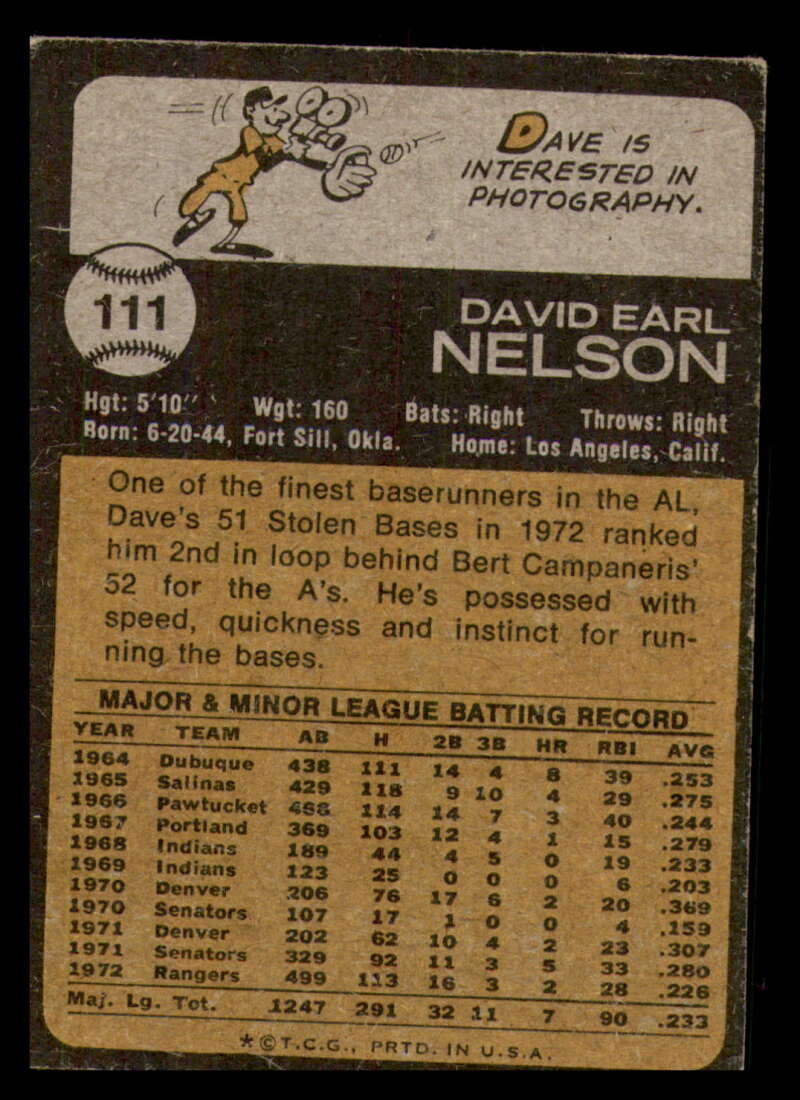 DAVE IS
INTERESTED IN
PHOTOGRAPHY.
111
DAVID EARL
NELSON
Hgt: 5'10" Wgt: 160 Bats: Right Throws: Right
Born: 6-20-44, Fort Sill, Okla. Home: Los Angeles, Calif.
One of the finest baserunners in the AL,
Dave's 51 Stolen Bases in 1972 ranked
him 2nd in loop behind Bert Campaneris'
52 for the A's. He's possessed with
speed, quickness and instinct for run-
ning the bases.
MAJOR & MINOR LEAGUE BATTING RECORD
YEAR TEAM AB H 2B 3B HR RBI AVG
1964 Dubuque 438 111 14 4 8 39 .253
1965 Salinas 429 118 9 10 4 29 .275
1966 Pawtucket 468 114 14 7 3 40 .244
1967 Portland 369 103 12 4 1 15 .279
1968 Indians 189 44 4 5 0 19 .233
1969 Indians 123 25 0 0 0 6 .203
1970 Denver 206 76 17 6 2 20 .369
1970 Senators 107 17 1 0 0 4 .159
1971 Denver 202 62 10 4 2 23 .307
1971 Senators 329 92 11 3 5 33 .280
1972 Rangers 499 113 16 3 2 28 .226
Maj. Lg. Tot. 1247 291 32 11 7 90 .233
*©T.C.G., PRTD. IN U.S.A.